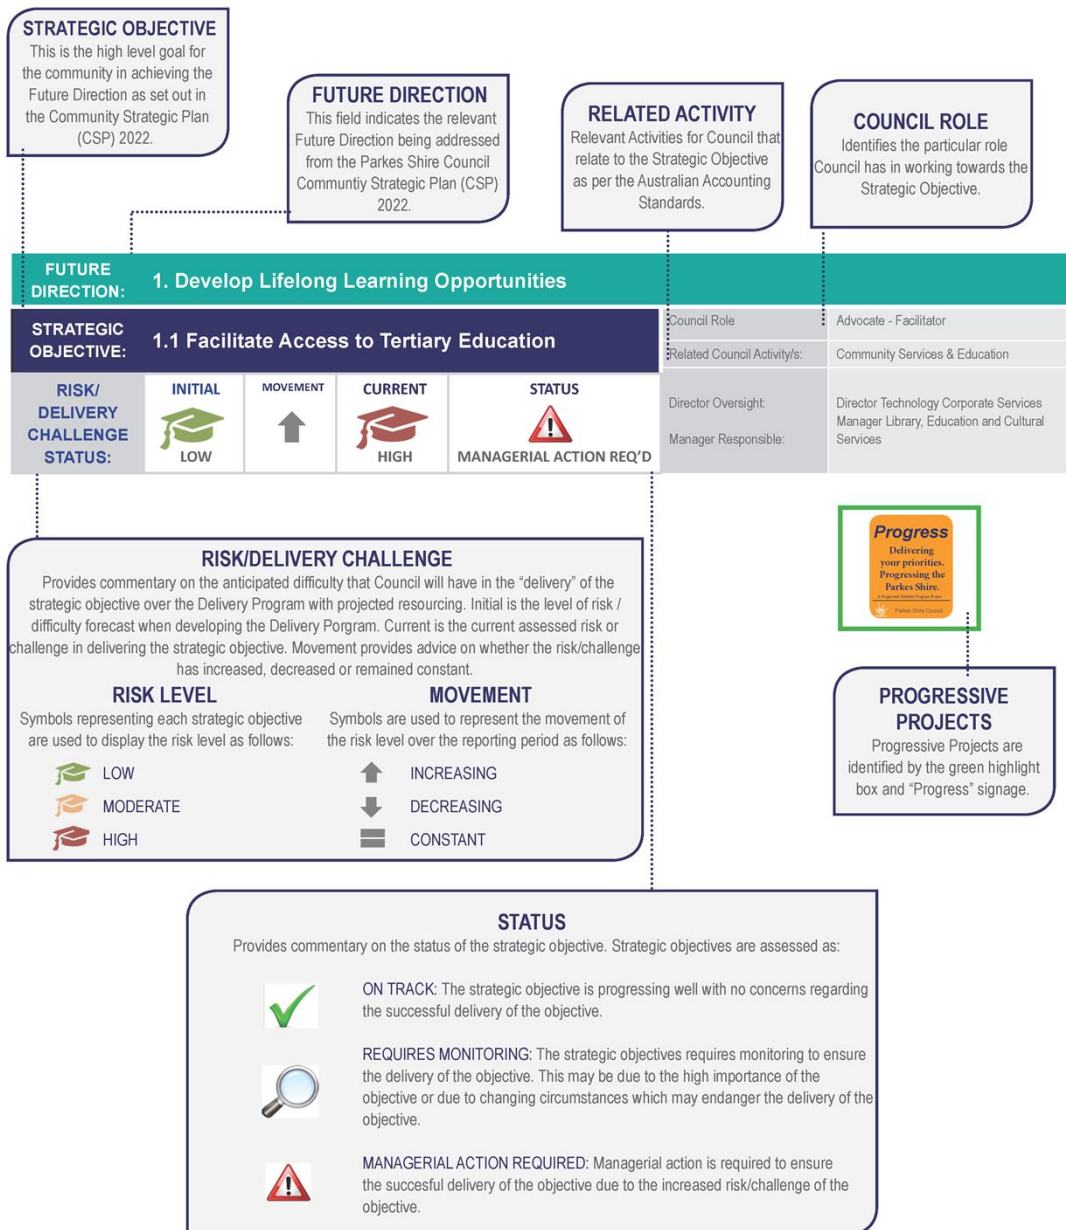 STRATEGIC OBJECTIVE
This is the high level goal for
the community in achieving the
Future Direction as set out in
the Community Strategic Plan
(CSP) 2022.
FUTURE DIRECTION
This field indicates the relevant
Future Direction being addressed
from the Parkes Shire Council
Communtiy Strategic Plan (CSP)
2022.
RELATED ACTIVITY
Relevant Activities for Council that
relate to the Strategic Objective
as per the Australian Accounting
Standards.
COUNCIL ROLE
Identifies the particular role
Council has in working towards the
Strategic Objective.
FUTURE
DIRECTION:
1. Develop Lifelong Learning Opportunities
STRATEGIC
OBJECTIVE:
1.1 Facilitate Access to Tertiary Education
Council Role
Advocate - Facilitator
Related Council Activity/s:
Community Services & Education
RISK/
DELIVERY
CHALLENGE
STATUS:
INITIAL
LOW
MOVEMENT
CURRENT
HIGH
STATUS
MANAGERIAL ACTION REQ'D
Director Oversight:
Director Technology Corporate Services
Manager Responsible:
Manager Library, Education and Cultural
Services
RISK/DELIVERY CHALLENGE
Provides commentary on the anticipated difficulty that Council will have in the “delivery” of the
strategic objective over the Delivery Program with projected resourcing. Initial is the level of risk /
difficulty forecast when developing the Delivery Porgram. Current is the current assessed risk or
challenge in delivering the strategic objective. Movement provides advice on whether the risk/challenge
has increased, decreased or remained constant.
RISK LEVEL
Symbols representing each strategic objective
are used to display the risk level as follows:
LOW
MODERATE
HIGH
MOVEMENT
Symbols are used to represent the movement of
the risk level over the reporting period as follows:
INCREASING
DECREASING
CONSTANT
Progress
Delivering
your priorities.
Progressing the
Parkes Shire.
Parkes Shire Council
PROGRESSIVE
PROJECTS
Progressive Projects are
identified by the green highlight
box and “Progress” signage.
STATUS
Provides commentary on the status of the strategic objective. Strategic objectives are assessed as:
ON TRACK: The strategic objective is progressing well with no concerns regarding
the successful delivery of the objective.
REQUIRES MONITORING: The strategic objectives requires monitoring to ensure
the delivery of the objective. This may be due to the high importance of the
objective or due to changing circumstances which may endanger the delivery of the
objective.
MANAGERIAL ACTION REQUIRED: Managerial action is required to ensure
the succesful delivery of the objective due to the increased risk/challenge of the
objective.